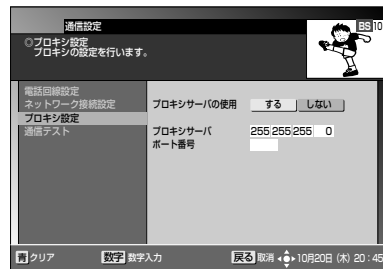 通信設定
BS 10
◎プロキシ設定
プロキシの設定を行います。
電話回線設定
ネットワーク接続設定
プロキシ設定
通信テスト
プロキシサーバの使用 する しない
プロキシサーバ 255 255 255 0
ポート番号
青 クリア 数字 数字入力 戻る 取消 10月20日 (木) 20:45